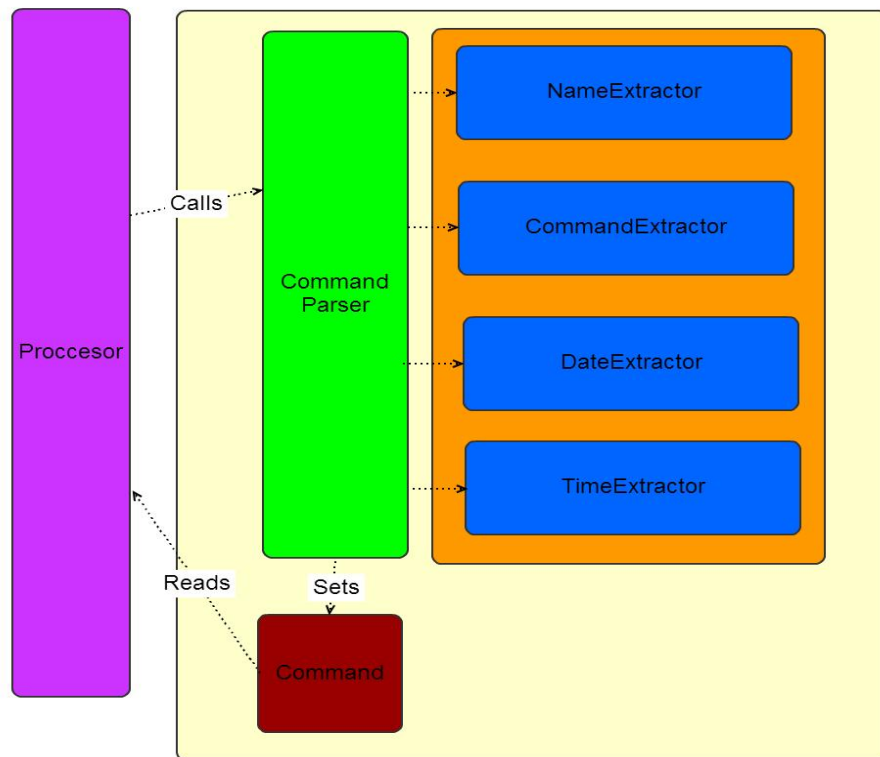 NameExtractor
Calls
CommandExtractor
Command
Parser
Proccesor
DateExtractor
TimeExtractor
Reads
Sets
Command